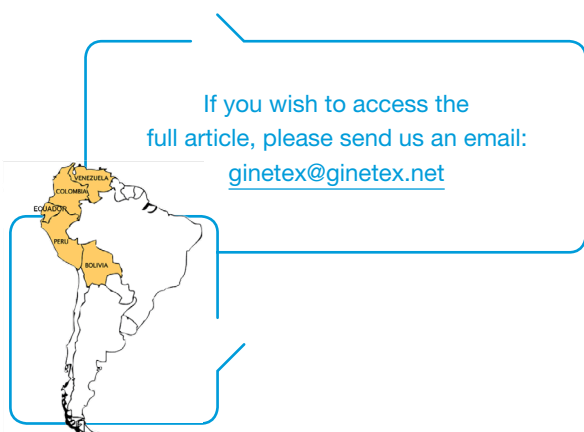 If you wish to access the
full article, please send us an email:
ginetex@ginetex.net
VENEZUELA
COLOMBIA
ECUADOR
PERU
BOLIVIA